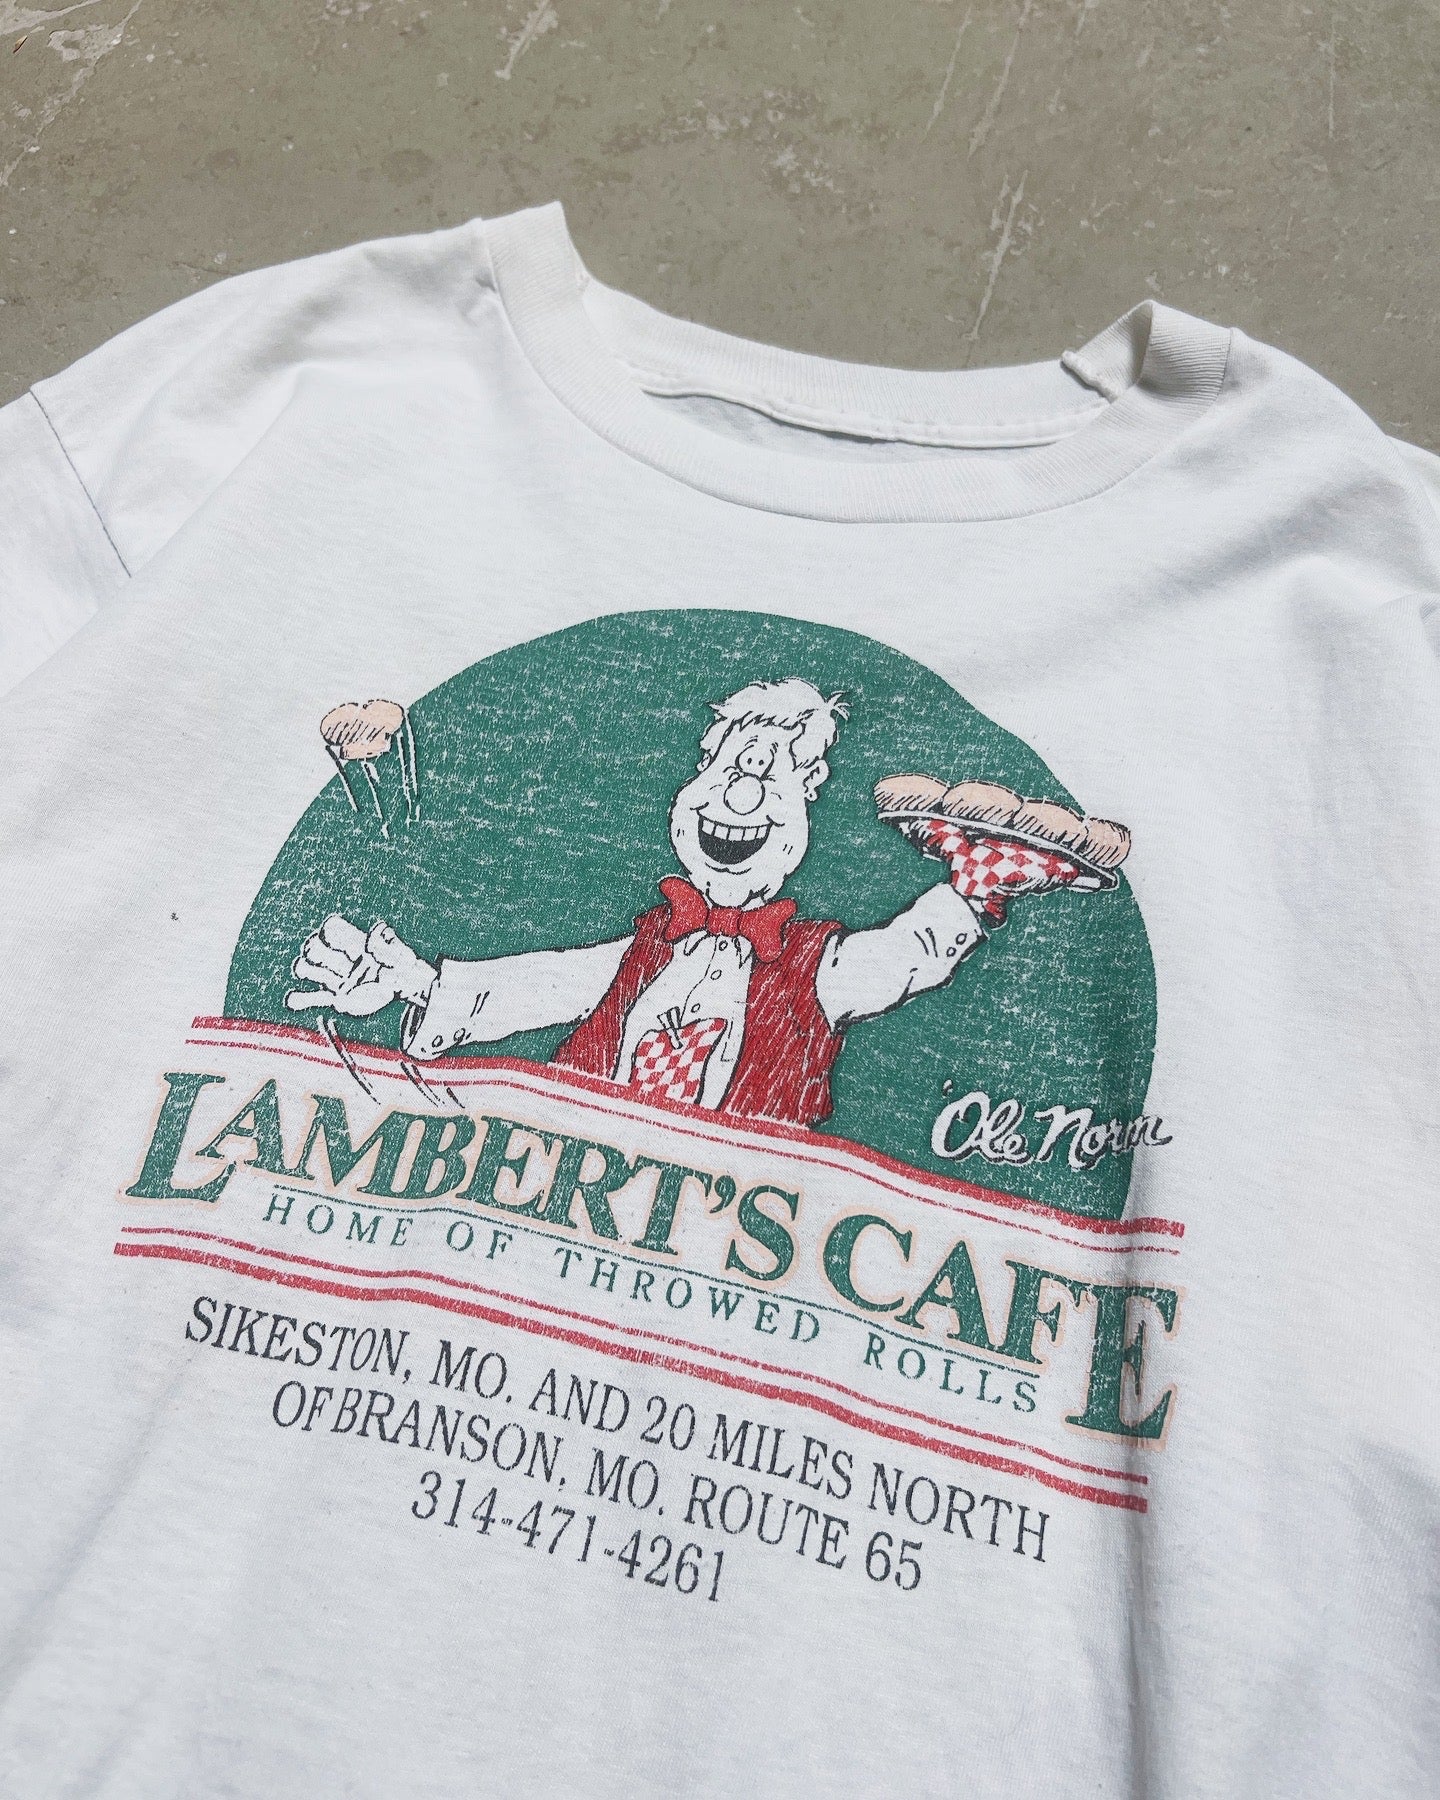 'Ole Norm
LAMBERT'S CAFE
HOME OF THROWED ROLLS
SIKESTON, MO. AND 20 MILES NORTH
OF BRANSON, MO. ROUTE 65
314-471-4261